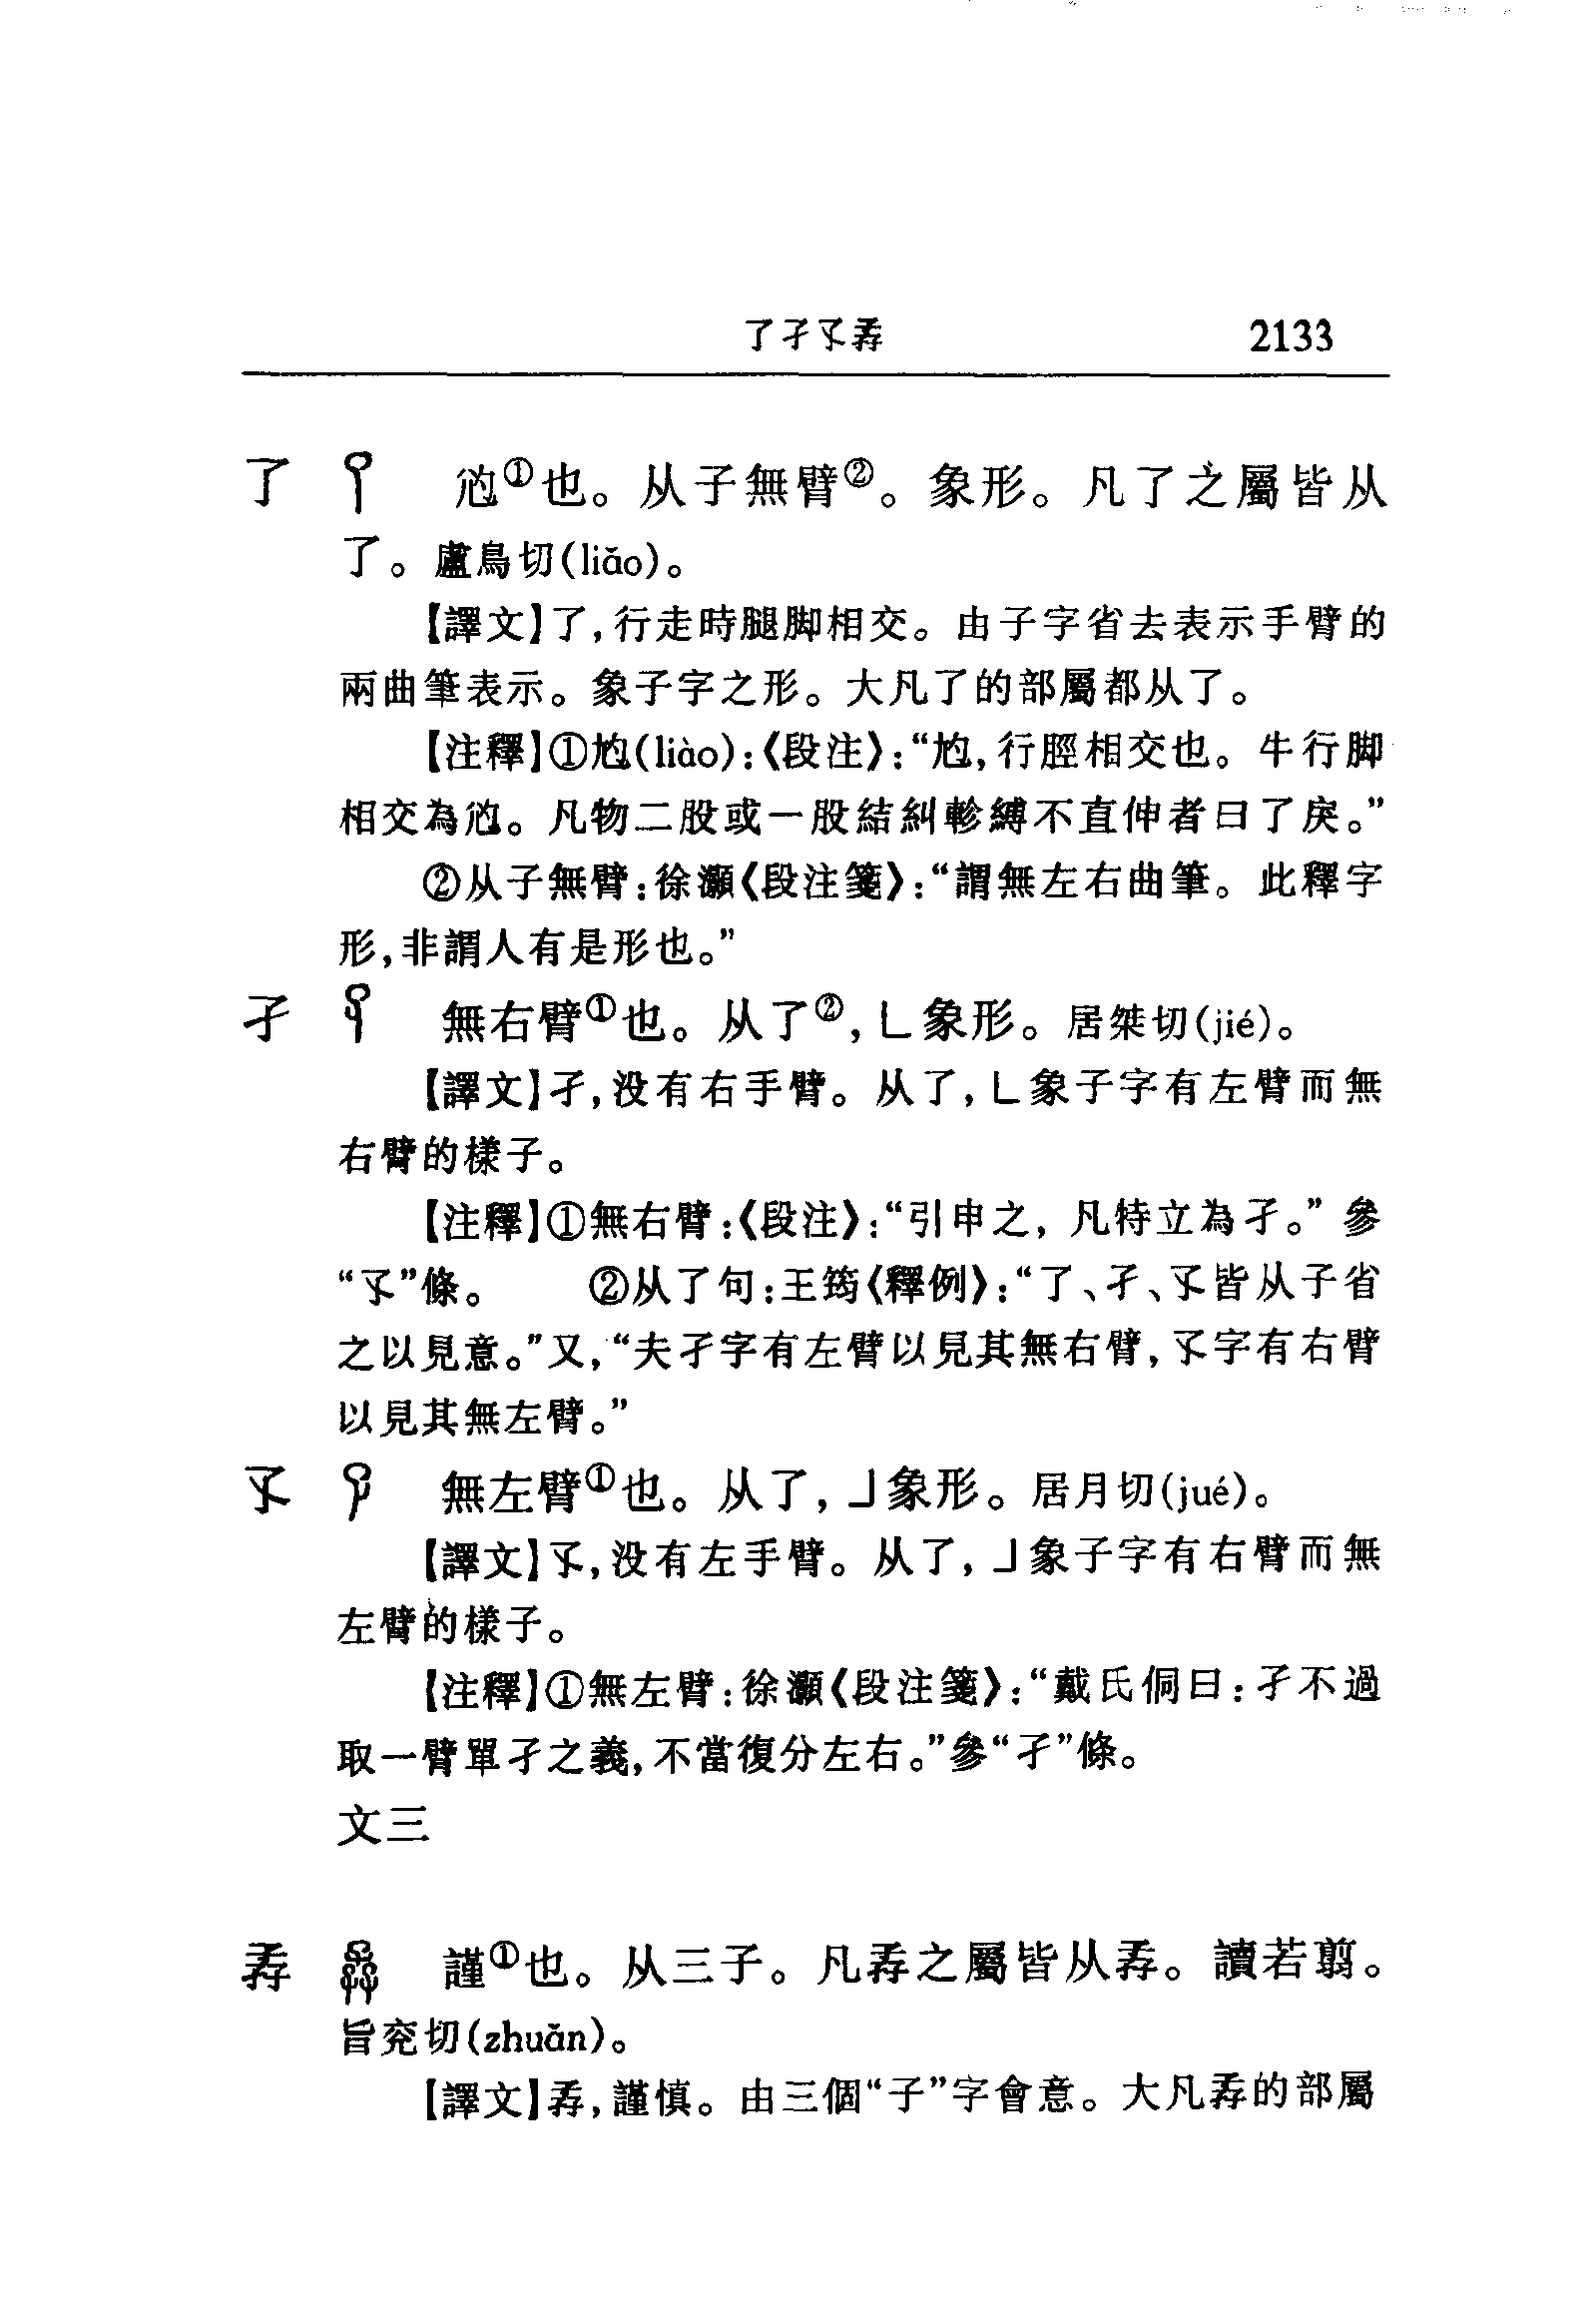 了孑孓孨 2133
了 𡯄①也。从子無臂②。象形。凡了之屬皆从
了。盧鳥切(liǎo)。
【譯文】了,行走時腿脚相交。由子字省去表示手臂的
兩曲筆表示。象子字之形。大凡了的部屬都从了。
【注釋】①尥(liào):《段注》:“尥,行脛相交也。牛行脚
相交為𡯄。凡物二股或一股結糾軫縛不直伸者曰了戾。”
②从子無臂:徐灝《段注箋》:“謂無左右曲筆。此釋字
形,非謂人有是形也。”
孑 無右臂①也。从了②,乚象形。居桀切(jié)。
【譯文】孑,没有右手臂。从了,乚象子字有左臂而無
右臂的樣子。
【注釋】①無右臂:《段注》:“引申之,凡特立為孑。”參
“孓”條。 ②从了句:王筠《釋例》:“了、孑、孓皆从子省
之以見意。”又,“夫孑字有左臂以見其無右臂,孓字有右臂
以見其無左臂。”
孓 無左臂①也。从了,亅象形。居月切(jué)。
【譯文】孓,没有左手臂。从了,亅象子字有右臂而無
左臂的樣子。
【注釋】①無左臂:徐灝《段注箋》:“戴氏侗曰:孑不過
取一臂單孑之義,不當復分左右。”參“孑”條。
文三
孨 謹①也。从三子。凡孨之屬皆从孨。讀若翦。
旨兖切(zhuǎn)。
【譯文】孨,謹慎。由三個“子”字會意。大凡孨的部屬